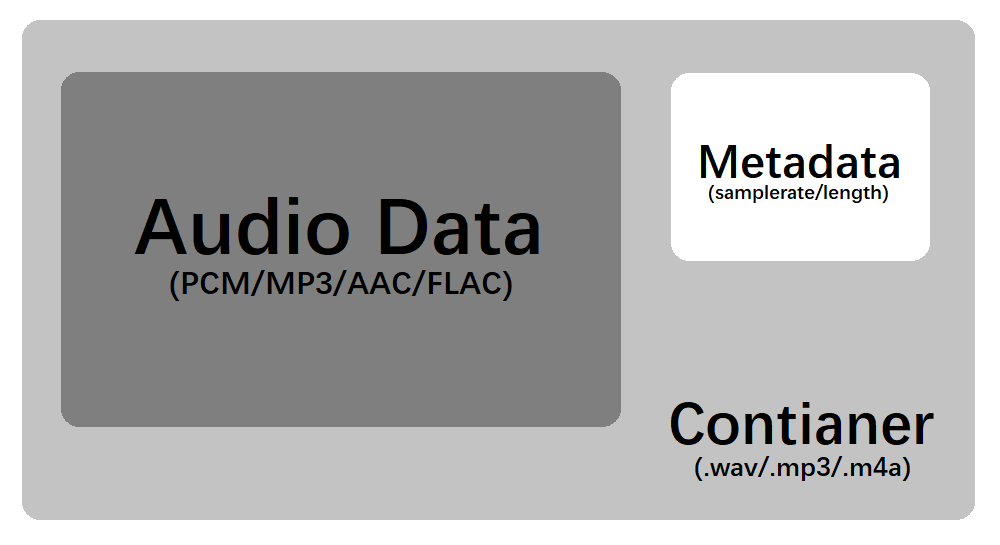 Audio Data
(PCM/MP3/AAC/FLAC)
Metadata
(samplerate/length)
Contianer
(.wav/.mp3/.m4a)